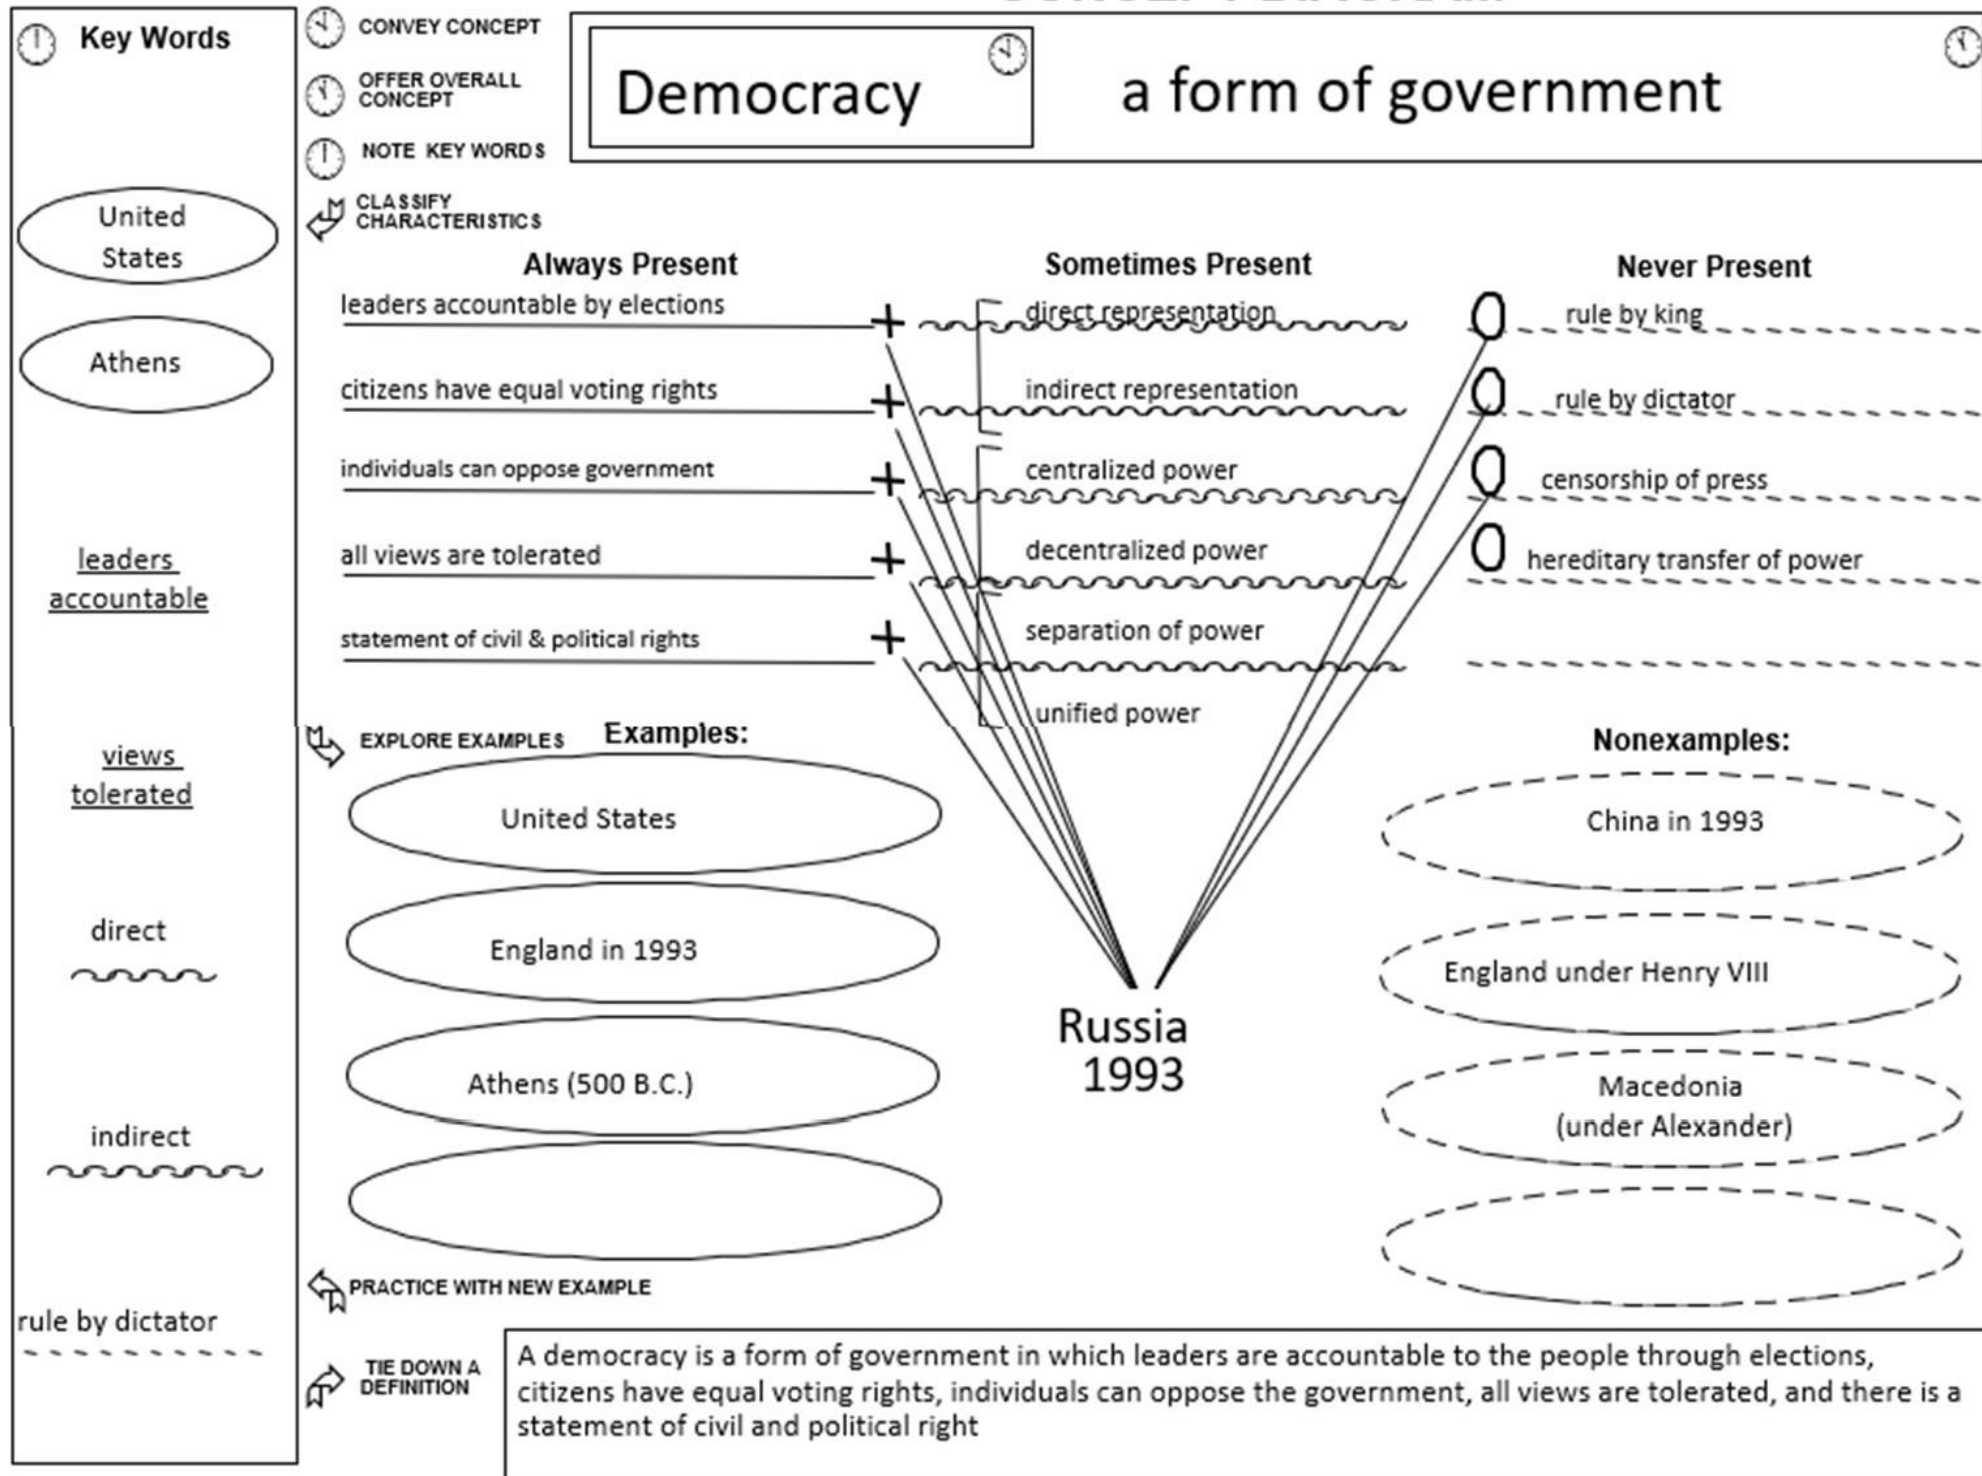 Key Words
United
States
Athens
leaders
accountable
views
tolerated
direct
indirect
rule by dictator
CONVEY CONCEPT
OFFER OVERALL
CONCEPT
NOTE KEY WORDS
CLASSIFY
CHARACTERISTICS
Democracy
a form of government
Always Present
leaders accountable by elections
citizens have equal voting rights
individuals can oppose government
all views are tolerated
statement of civil & political rights
Sometimes Present
direct representation
indirect representation
centralized power
decentralized power
separation of power
unified power
Never Present
rule by king
rule by dictator
censorship of press
hereditary transfer of power
EXPLORE EXAMPLES
Examples:
United States
England in 1993
Athens (500 B.C.)
Russia
1993
Nonexamples:
China in 1993
England under Henry VIII
Macedonia
(under Alexander)
PRACTICE WITH NEW EXAMPLE
TIE DOWN A
DEFINITION
A democracy is a form of government in which leaders are accountable to the people through elections,
citizens have equal voting rights, individuals can oppose the government, all views are tolerated, and there is a
statement of civil and political right